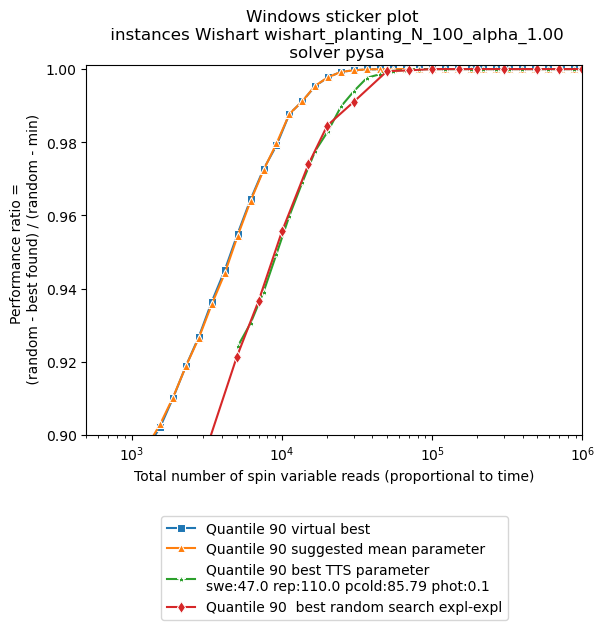 Windows sticker plot
instances Wishart wishart_planting_N_100_alpha_1.00
solver pysa
Performance ratio =
(random - best found) / (random - min)
1.00
0.98
0.96
0.94
0.92
0.90
10³
10⁴
10⁵
10⁶
Total number of spin variable reads (proportional to time)
Quantile 90 virtual best
Quantile 90 suggested mean parameter
Quantile 90 best TTS parameter
swe:47.0 rep:110.0 pcold:85.79 phot:0.1
Quantile 90  best random search expl-expl